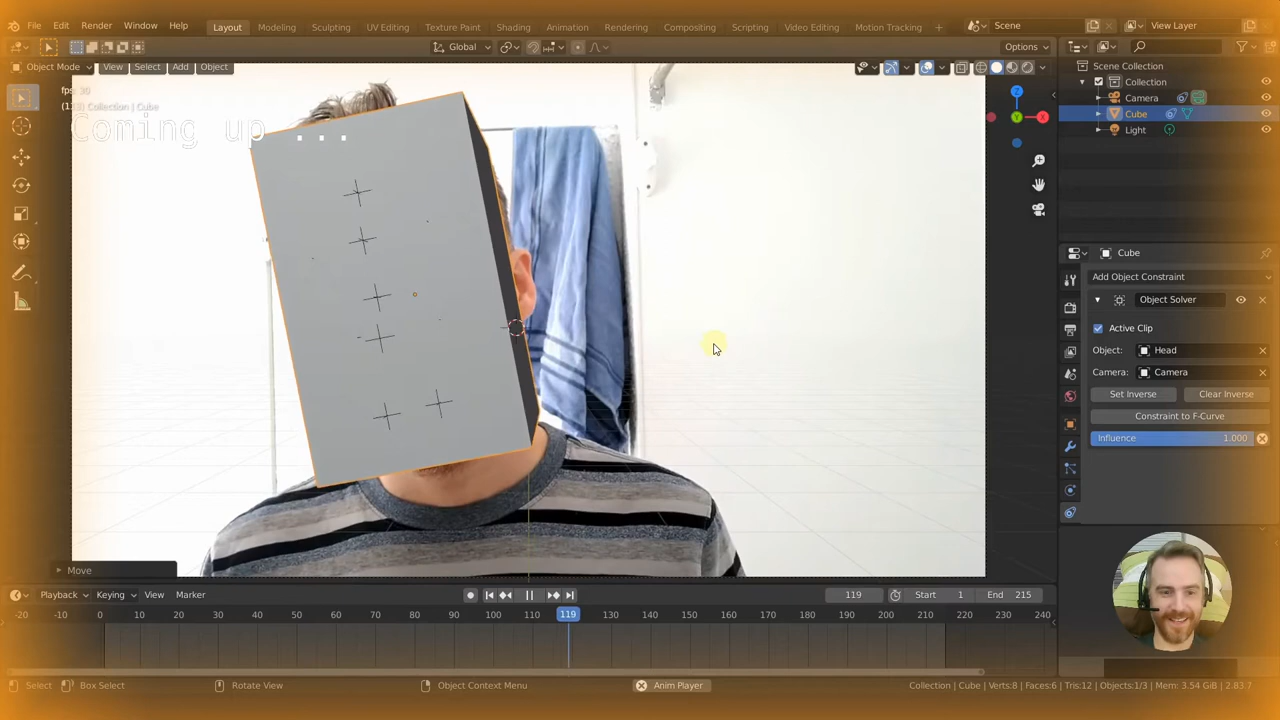 File Edit Render Window Help Layout Modeling Sculpting UV Editing Texture Paint Shading Animation Rendering Compositing Scripting Video Editing Motion Tracking + Scene View Layer
Global Options
Object Mode View Select Add Object
Scene Collection
Collection
Camera
Cube
Light
(113) Collection | Cube
Coming up
...
Z
Y
X
Cube
Add Object Constraint
Object Solver
Active Clip
Object: Head
Camera: Camera
Set Inverse Clear Inverse
Constraint to F-Curve
Influence 1.000
Move
Playback Keying View Marker 119 Start 1 End 215
-20 -10 0 10 20 30 40 50 60 70 80 90 100 110 119 130 140 150 160 170 180 190 200 210 220 230 240
Select Box Select Rotate View Object Context Menu Anim Player Collection | Cube | Verts:8 | Faces:6 | Tris:12 | Objects:1/3 | Mem: 3.54 GiB | 2.83.7